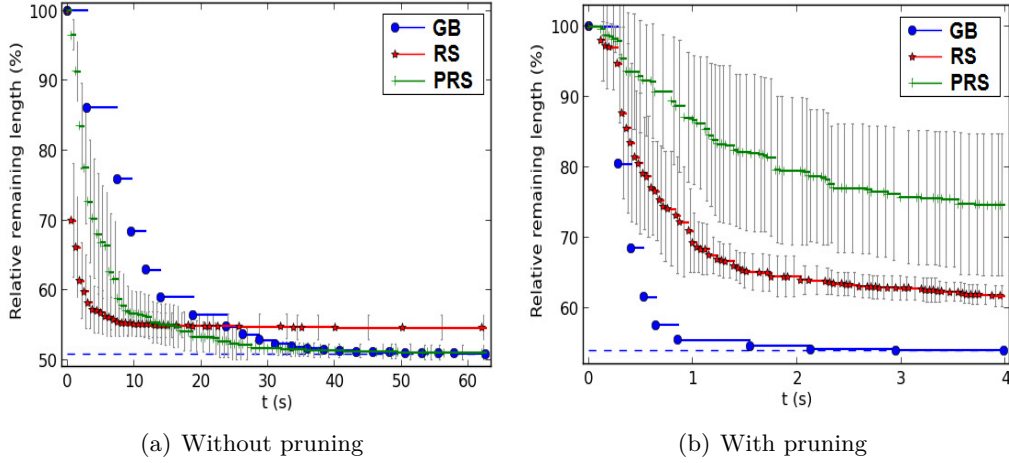 100
90
80
70
60
50
0
10
20
30
40
50
60
Relative remaining length (%)
t (s)
GB
RS
PRS
(a) Without pruning
100
90
80
70
60
0
1
2
3
4
Relative remaining length (%)
t (s)
GB
RS
PRS
(b) With pruning